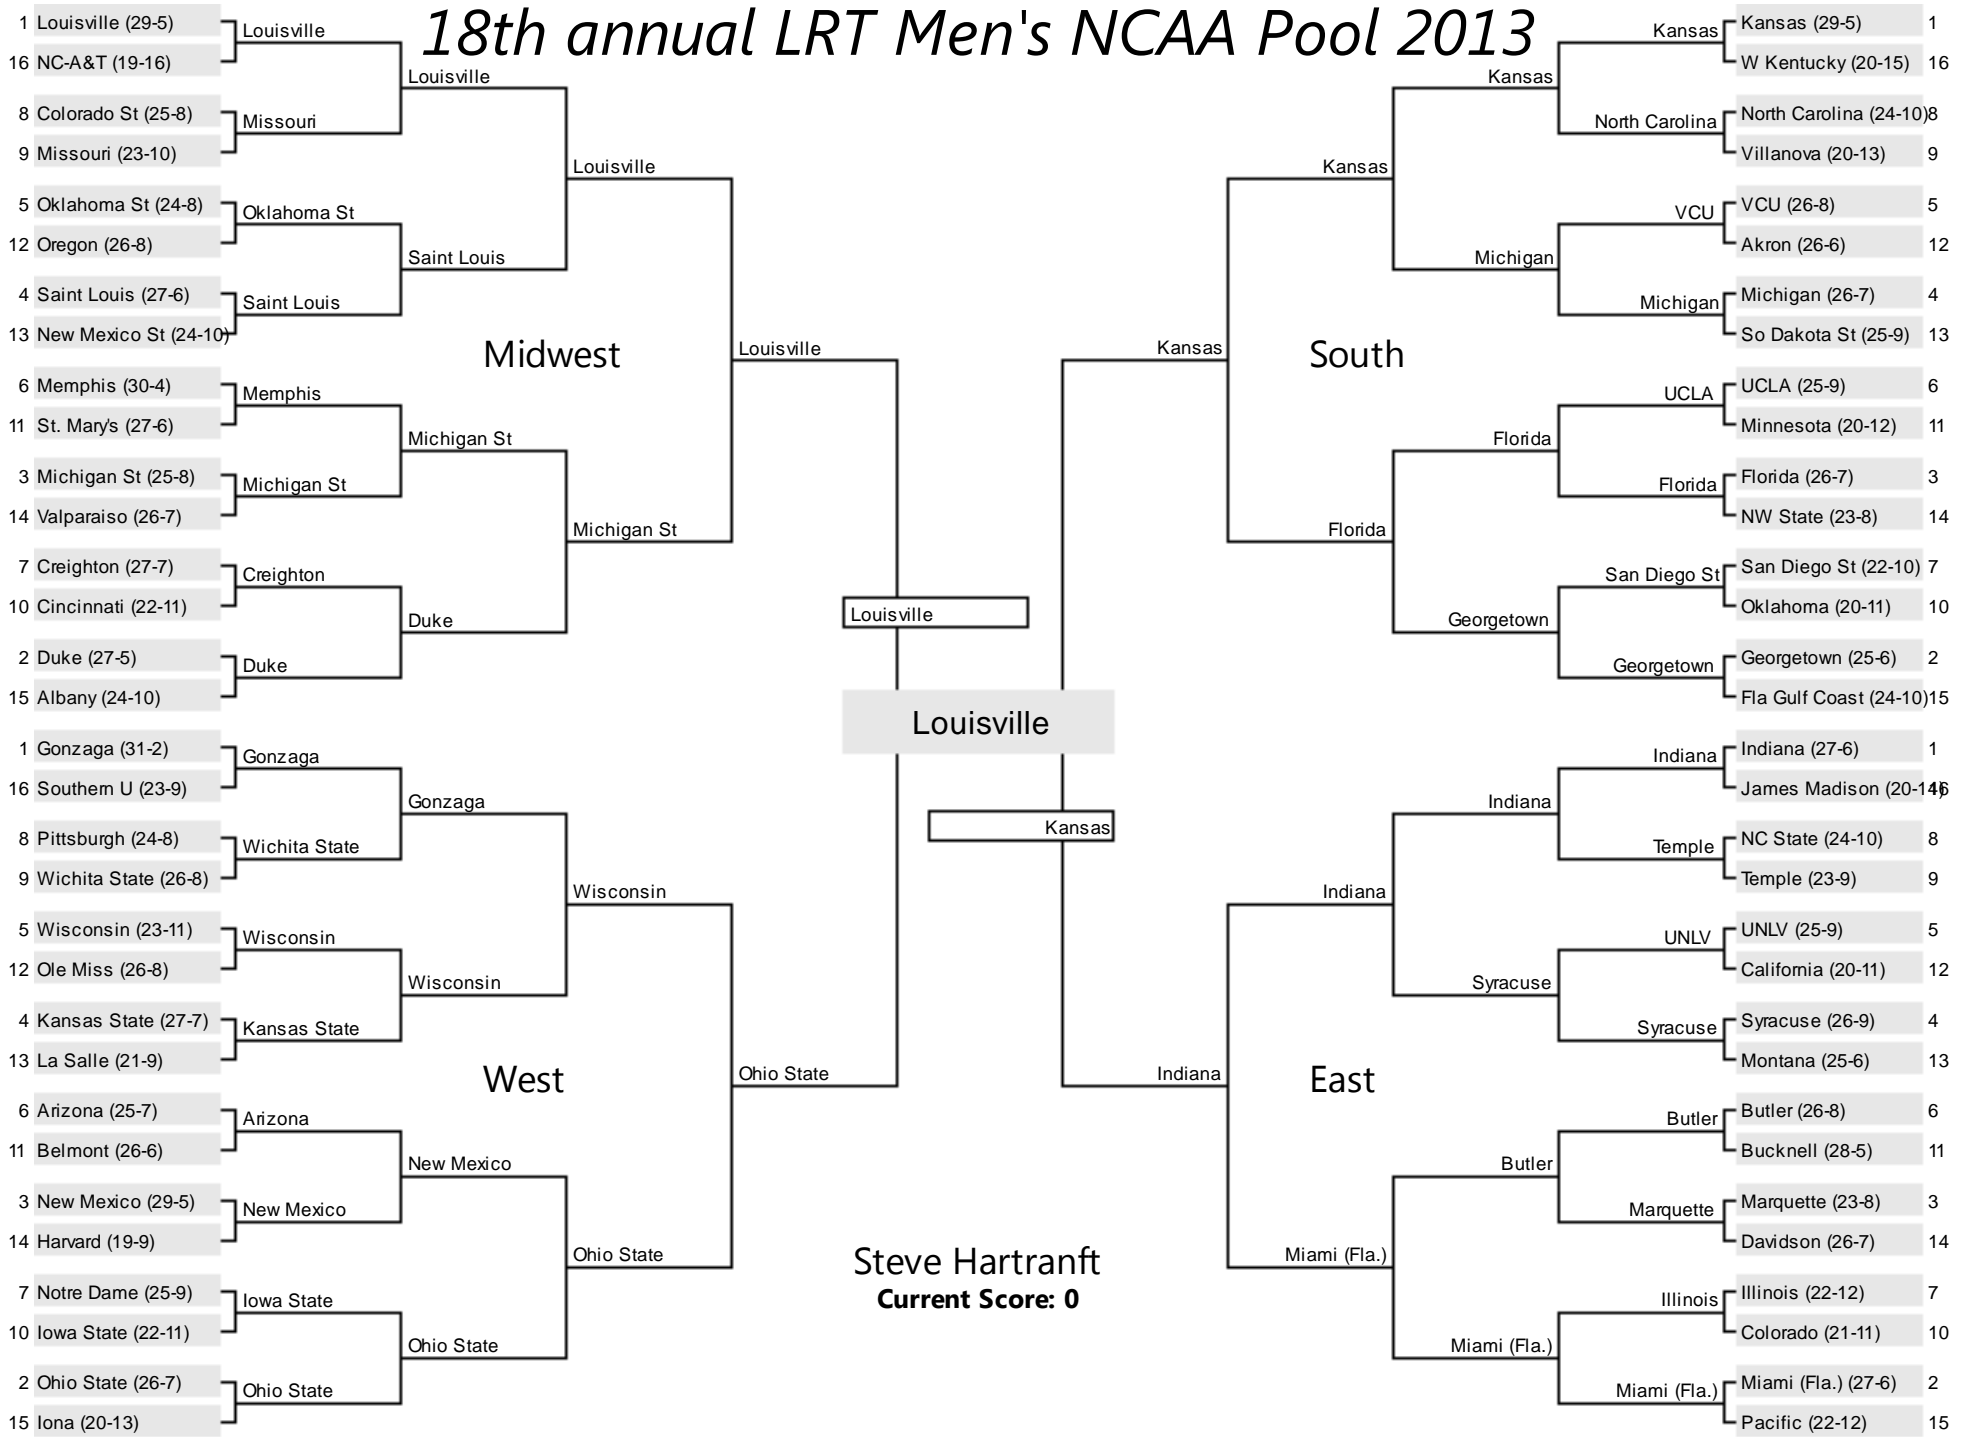 18th annual LRT Men's NCAA Pool 2013
1 Louisville (29-5)
16 NC-A&T (19-16)
8 Colorado St (25-8)
9 Missouri (23-10)
5 Oklahoma St (24-8)
12 Oregon (26-8)
4 Saint Louis (27-6)
13 New Mexico St (24-10)
6 Memphis (30-4)
11 St. Mary's (27-6)
3 Michigan St (25-8)
14 Valparaiso (26-7)
7 Creighton (27-7)
10 Cincinnati (22-11)
2 Duke (27-5)
15 Albany (24-10)
Louisville
Missouri
Oklahoma St
Saint Louis
Memphis
Michigan St
Creighton
Duke
Louisville
Saint Louis
Michigan St
Duke
Louisville
Michigan St
Louisville
Midwest
1 Gonzaga (31-2)
16 Southern U (23-9)
8 Pittsburgh (24-8)
9 Wichita State (26-8)
5 Wisconsin (23-11)
12 Ole Miss (26-8)
4 Kansas State (27-7)
13 La Salle (21-9)
6 Arizona (25-7)
11 Belmont (26-6)
3 New Mexico (29-5)
14 Harvard (19-9)
7 Notre Dame (25-9)
10 Iowa State (22-11)
2 Ohio State (26-7)
15 Iona (20-13)
Gonzaga
Wichita State
Wisconsin
Kansas State
Arizona
New Mexico
Iowa State
Ohio State
Gonzaga
Wisconsin
New Mexico
Ohio State
Wisconsin
Ohio State
Ohio State
West
Louisville
Louisville
Kansas
Steve Hartranft
Current Score: 0
Kansas (29-5) 1
W Kentucky (20-15) 16
North Carolina (24-10) 8
Villanova (20-13) 9
VCU (26-8) 5
Akron (26-6) 12
Michigan (26-7) 4
So Dakota St (25-9) 13
UCLA (25-9) 6
Minnesota (20-12) 11
Florida (26-7) 3
NW State (23-8) 14
San Diego St (22-10) 7
Oklahoma (20-11) 10
Georgetown (25-6) 2
Fla Gulf Coast (24-10) 15
Kansas
North Carolina
VCU
Michigan
UCLA
Florida
San Diego St
Georgetown
Kansas
Michigan
Florida
Georgetown
Kansas
Florida
Kansas
South
Indiana (27-6) 1
James Madison (20-14) 16
NC State (24-10) 8
Temple (23-9) 9
UNLV (25-9) 5
California (20-11) 12
Syracuse (26-9) 4
Montana (25-6) 13
Butler (26-8) 6
Bucknell (28-5) 11
Marquette (23-8) 3
Davidson (26-7) 14
Illinois (22-12) 7
Colorado (21-11) 10
Miami (Fla.) (27-6) 2
Pacific (22-12) 15
Indiana
Temple
UNLV
Syracuse
Butler
Marquette
Illinois
Miami (Fla.)
Indiana
Syracuse
Butler
Miami (Fla.)
Indiana
Miami (Fla.)
Indiana
East